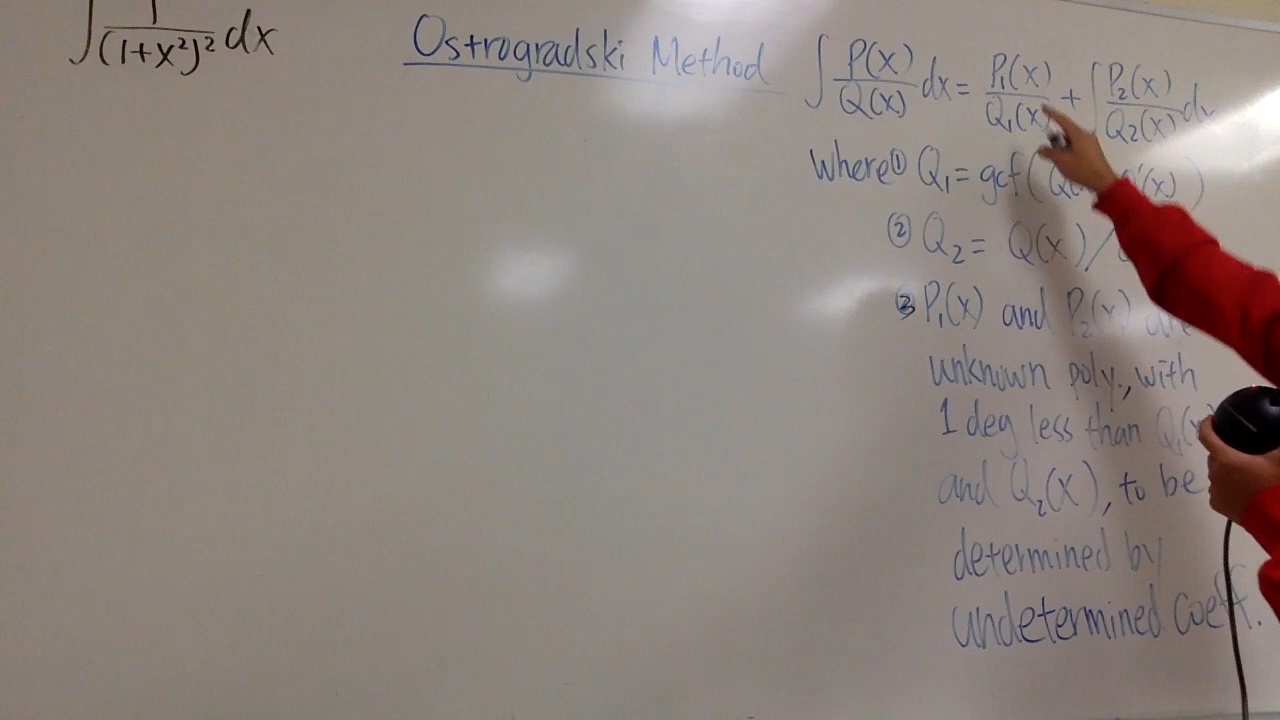 ∫ 1/(1+x²)² dx
Ostrogradski Method
∫ P(x)/Q(x) dx = P₁(x)/Q₁(x) + ∫ P₂(x)/Q₂(x) dx
where ① Q₁ = gcf( Q'(x) )
② Q₂ = Q(x) /
③ P₁(x) and P₂(x) are
unknown poly., with
1 deg less than Q₁(x)
and Q₂(x), to be
determined by
undetermined coeff.